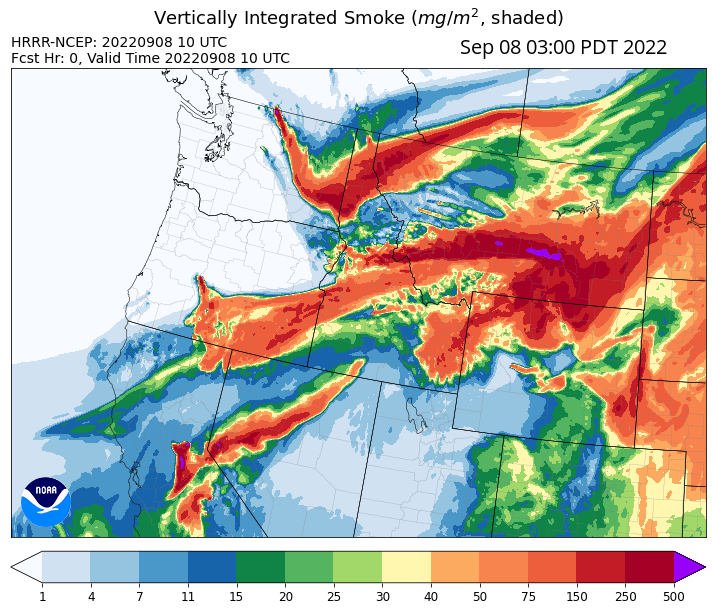 Vertically Integrated Smoke (mg/m², shaded)
HRRR-NCEP: 20220908 10 UTC
Fcst Hr: 0, Valid Time 20220908 10 UTC
Sep 08 03:00 PDT 2022
NOAA
1 4 7 11 15 20 25 30 40 50 75 150 250 500